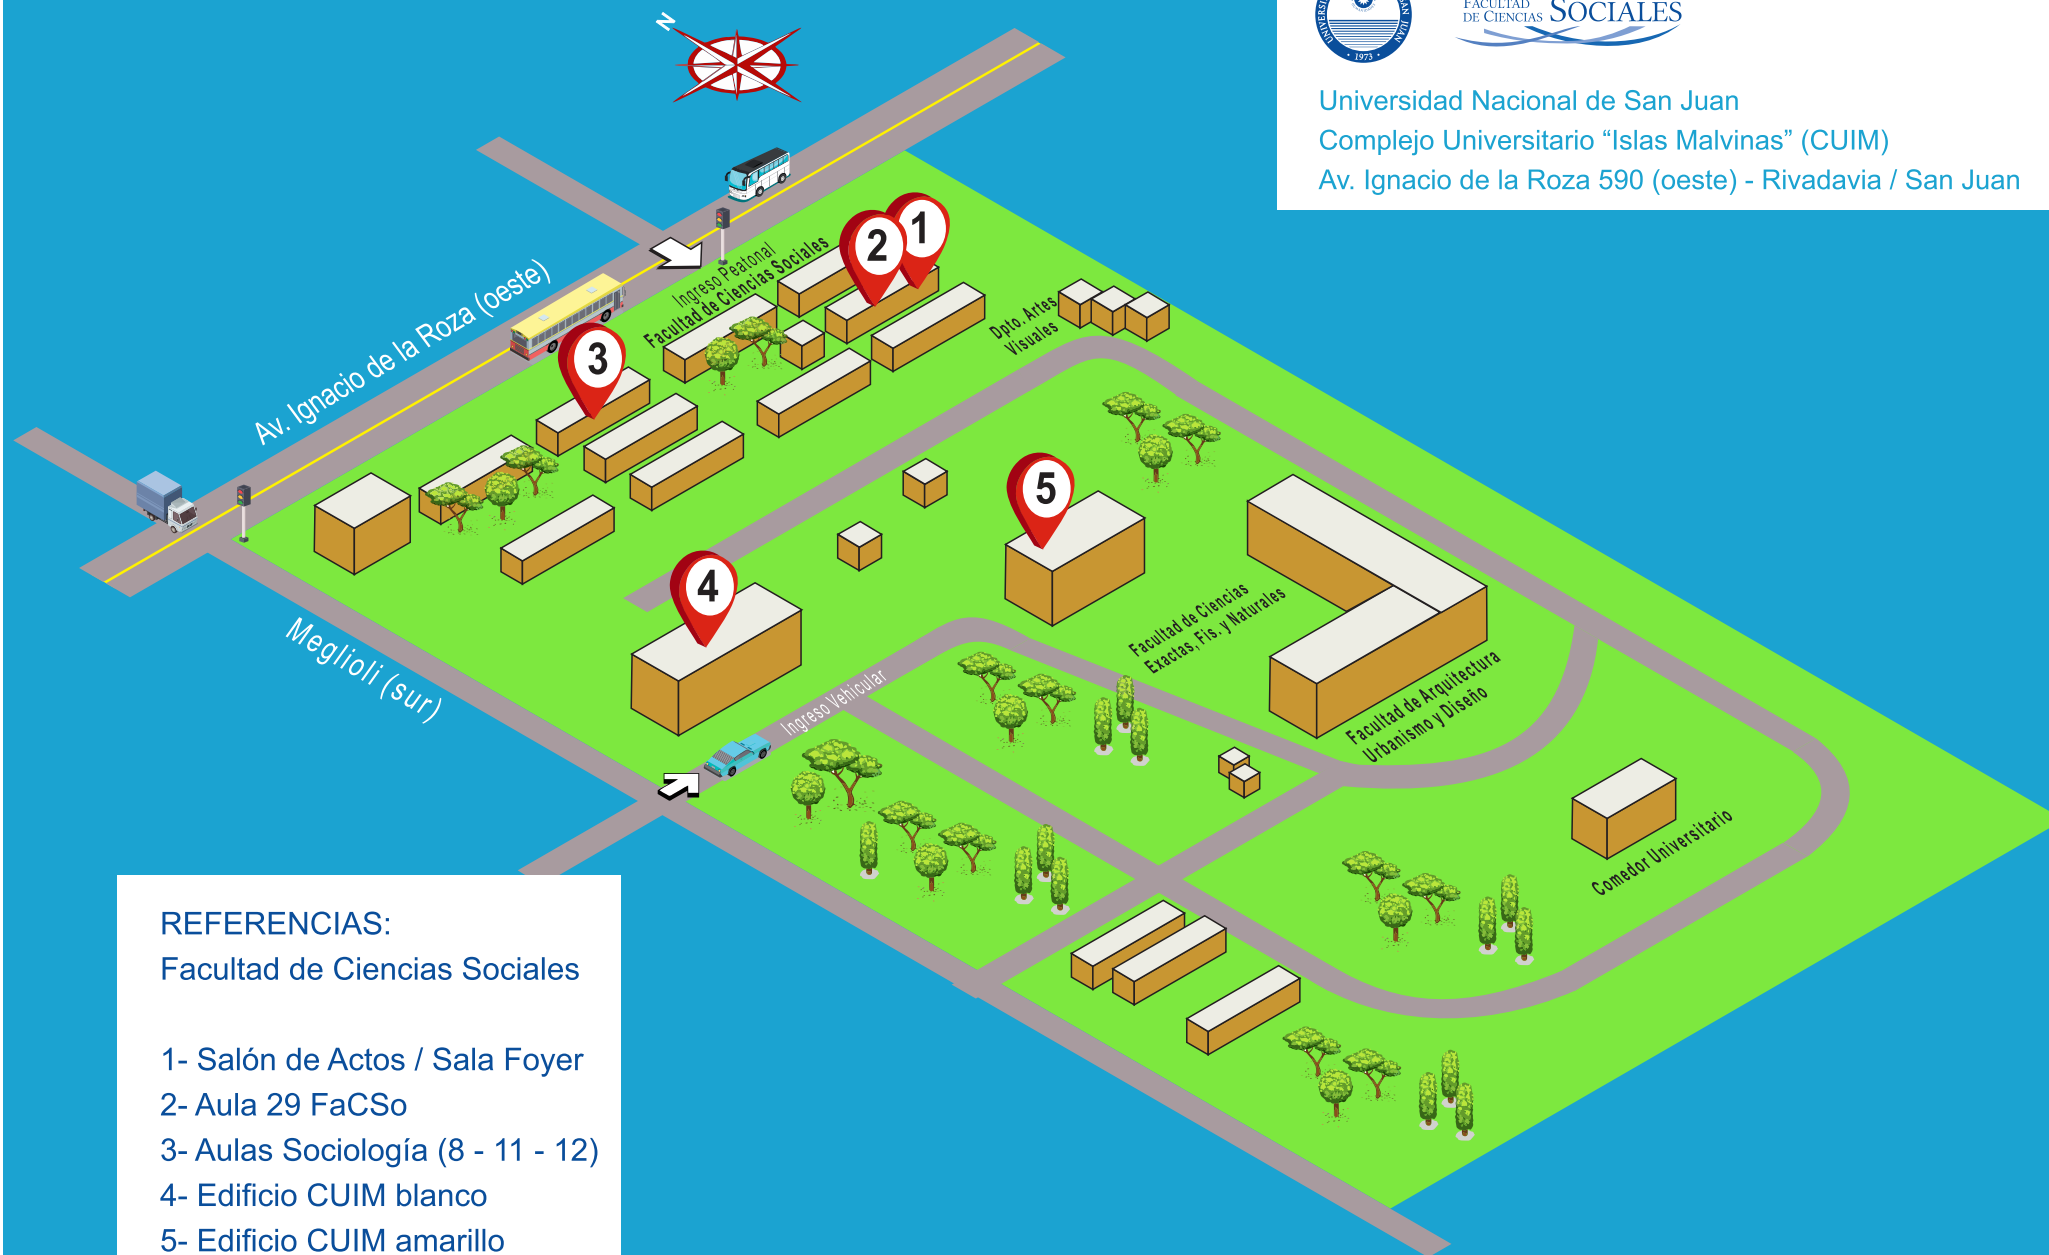 N
FACULTAD
DE CIENCIAS SOCIALES
SAN JUAN
1973
Universidad Nacional de San Juan
Complejo Universitario “Islas Malvinas” (CUIM)
Av. Ignacio de la Roza 590 (oeste) - Rivadavia / San Juan
Av. Ignacio de la Roza (oeste)
Ingreso Peatonal
Facultad de Ciencias Sociales
1
2
3
Dpto. Artes
Visuales
5
4
Meglioli (sur)
Ingreso Vehicular
Facultad de Ciencias
Exactas, Fis. y Naturales
Facultad de Arquitectura
Urbanismo y Diseño
Comedor Universitario
REFERENCIAS:
Facultad de Ciencias Sociales
1- Salón de Actos / Sala Foyer
2- Aula 29 FaCSo
3- Aulas Sociología (8 - 11 - 12)
4- Edificio CUIM blanco
5- Edificio CUIM amarillo